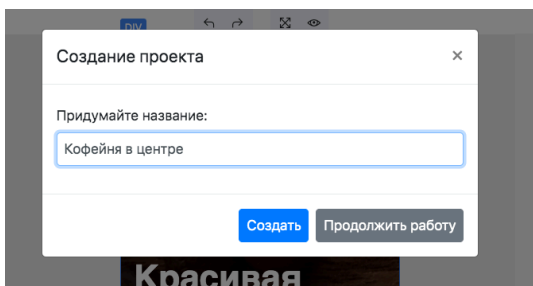 DIV
Создание проекта
×
Придумайте название:
Кофейня в центре
Создать Продолжить работу
Красивая